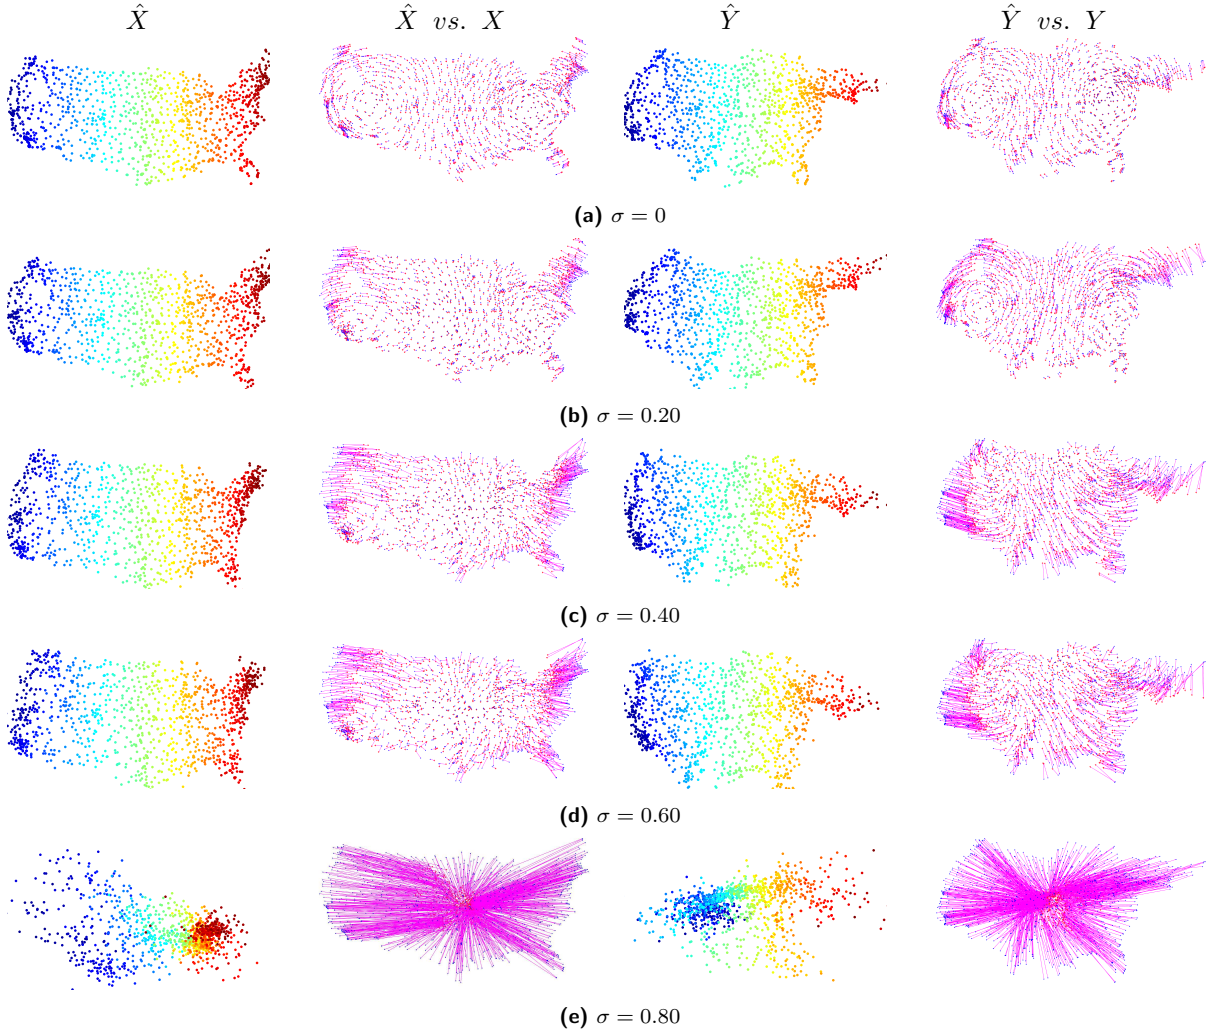 X̂ X̂ vs. X Ŷ Ŷ vs. Y
(a) σ = 0
(b) σ = 0.20
(c) σ = 0.40
(d) σ = 0.60
(e) σ = 0.80